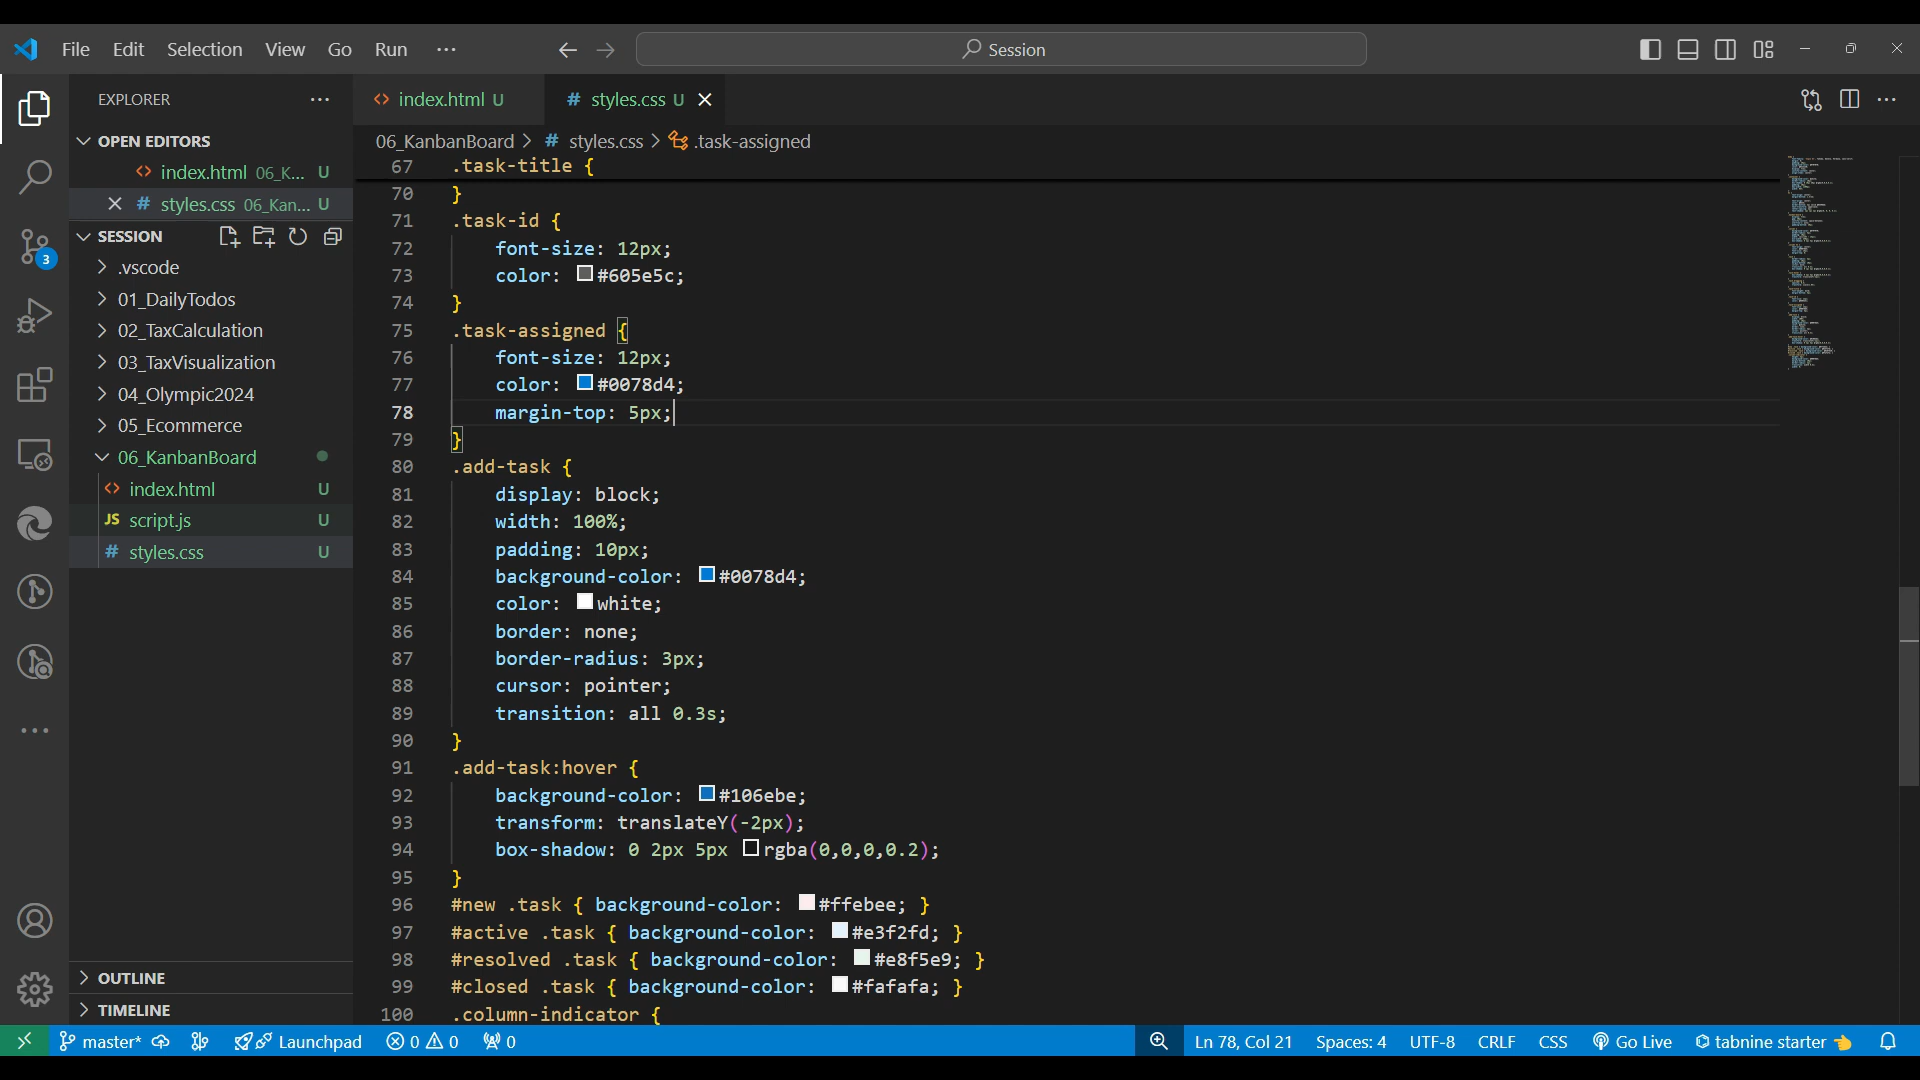 File Edit Selection View Go Run ...
Session
EXPLORER ...
index.html U
# styles.css U
OPEN EDITORS
index.html 06_K... U
# styles.css 06_Kan... U
SESSION
.vscode
01_DailyTodos
02_TaxCalculation
03_TaxVisualization
04_Olympic2024
05_Ecommerce
06_KanbanBoard
index.html U
JS script.js U
# styles.css U
OUTLINE
TIMELINE
3
06_KanbanBoard > # styles.css > .task-assigned
67 .task-title {
70 }
71 .task-id {
72 font-size: 12px;
73 color: #605e5c;
74 }
75 .task-assigned {
76 font-size: 12px;
77 color: #0078d4;
78 margin-top: 5px;
79 }
80 .add-task {
81 display: block;
82 width: 100%;
83 padding: 10px;
84 background-color: #0078d4;
85 color: white;
86 border: none;
87 border-radius: 3px;
88 cursor: pointer;
89 transition: all 0.3s;
90 }
91 .add-task:hover {
92 background-color: #106ebe;
93 transform: translateY(-2px);
94 box-shadow: 0 2px 5px rgba(0,0,0,0.2);
95 }
96 #new .task { background-color: #ffebee; }
97 #active .task { background-color: #e3f2fd; }
98 #resolved .task { background-color: #e8f5e9; }
99 #closed .task { background-color: #fafafa; }
100 .column-indicator {
master* Launchpad 0 0 0 Ln 78, Col 21 Spaces: 4 UTF-8 CRLF CSS Go Live tabnine starter